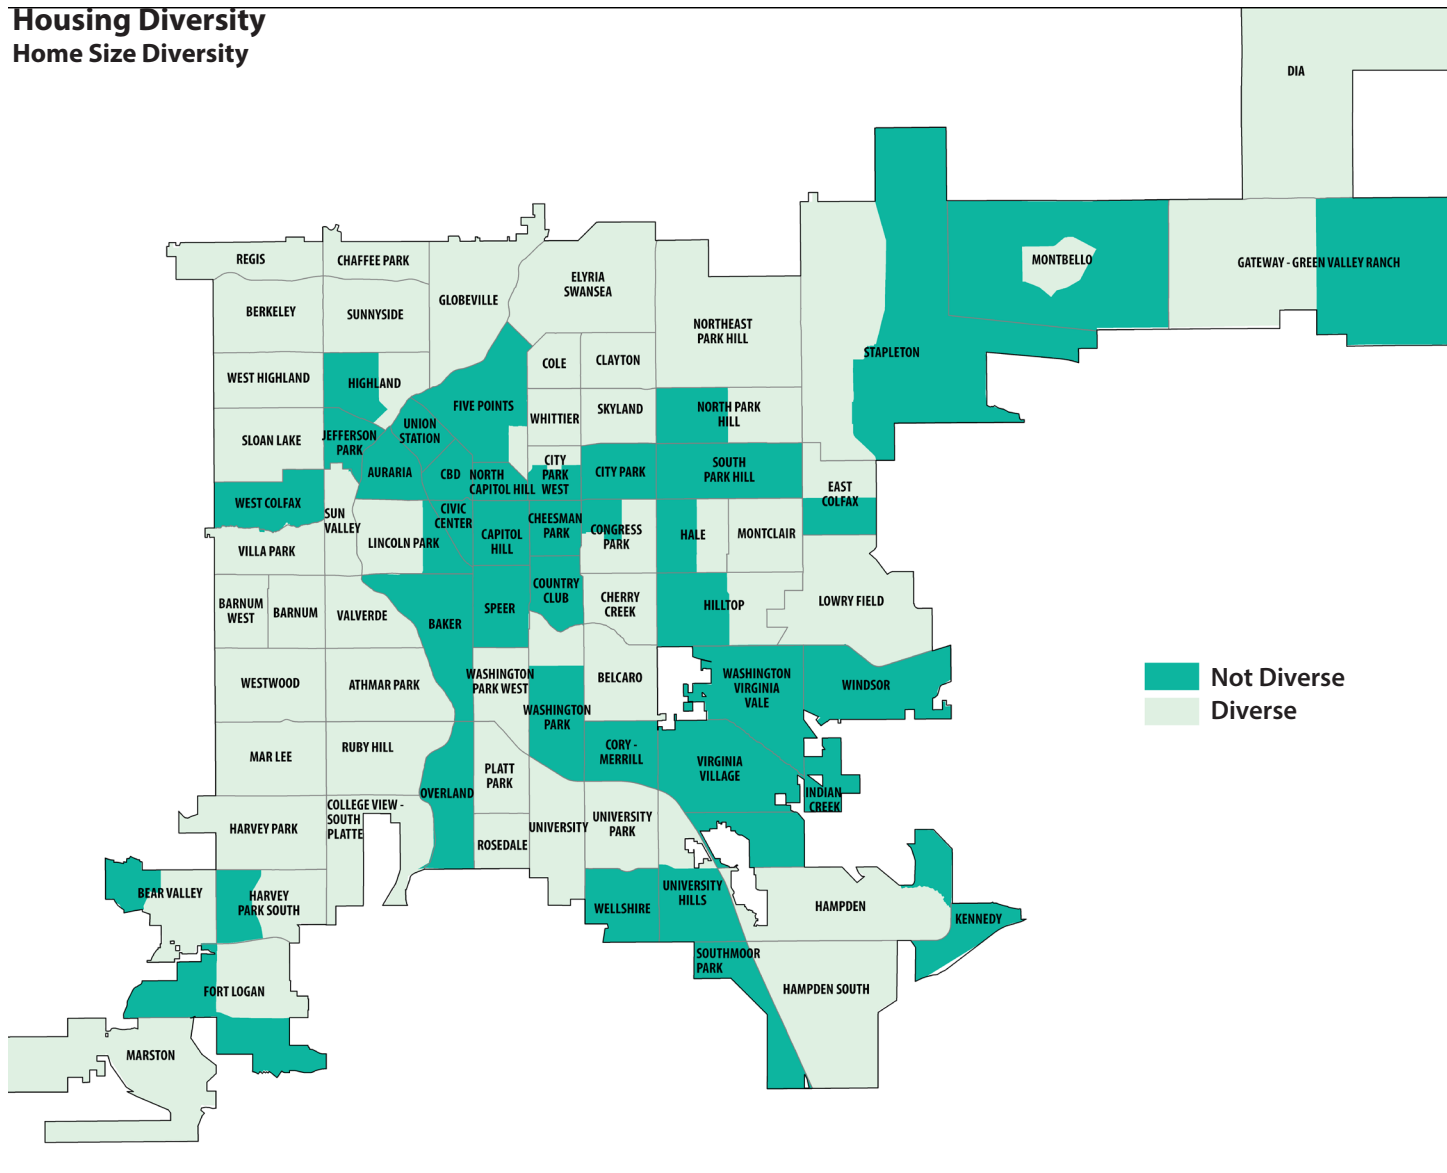 Housing Diversity
Home Size Diversity
DIA
REGIS
CHAFFEE PARK
GLOBEVILLE
ELYRIA
SWANSEA
MONTBELLO
GATEWAY - GREEN VALLEY RANCH
BERKELEY
SUNNYSIDE
NORTHEAST
PARK HILL
STAPLETON
WEST HIGHLAND
HIGHLAND
COLE
CLAYTON
FIVE POINTS
WHITTIER
SKYLAND
NORTH PARK
HILL
SLOAN LAKE
JEFFERSON
PARK
UNION
STATION
AURARIA
CBD
NORTH
CAPITOL HILL
CITY
PARK
WEST
CITY PARK
SOUTH
PARK HILL
EAST
COLFAX
WEST COLFAX
SUN
VALLEY
LINCOLN PARK
CIVIC
CENTER
CAPITOL
HILL
CHEESMAN
PARK
CONGRESS
PARK
HALE
MONTCLAIR
VILLA PARK
BARNUM
WEST
BARNUM
VALVERDE
BAKER
SPEER
COUNTRY
CLUB
CHERRY
CREEK
HILLTOP
LOWRY FIELD
WESTWOOD
ATHMAR PARK
WASHINGTON
PARK WEST
WASHINGTON
PARK
BELCARO
WASHINGTON
VIRGINIA
VALE
WINDSOR
Not Diverse
Diverse
MAR LEE
RUBY HILL
PLATT
PARK
CORY -
MERRILL
VIRGINIA
VILLAGE
INDIAN
CREEK
OVERLAND
HARVEY PARK
COLLEGE VIEW -
SOUTH
PLATTE
ROSEDALE
UNIVERSITY
UNIVERSITY
PARK
BEAR VALLEY
HARVEY
PARK SOUTH
WELLSHIRE
UNIVERSITY
HILLS
HAMPDEN
KENNEDY
SOUTHMOOR
PARK
HAMPDEN SOUTH
FORT LOGAN
MARSTON